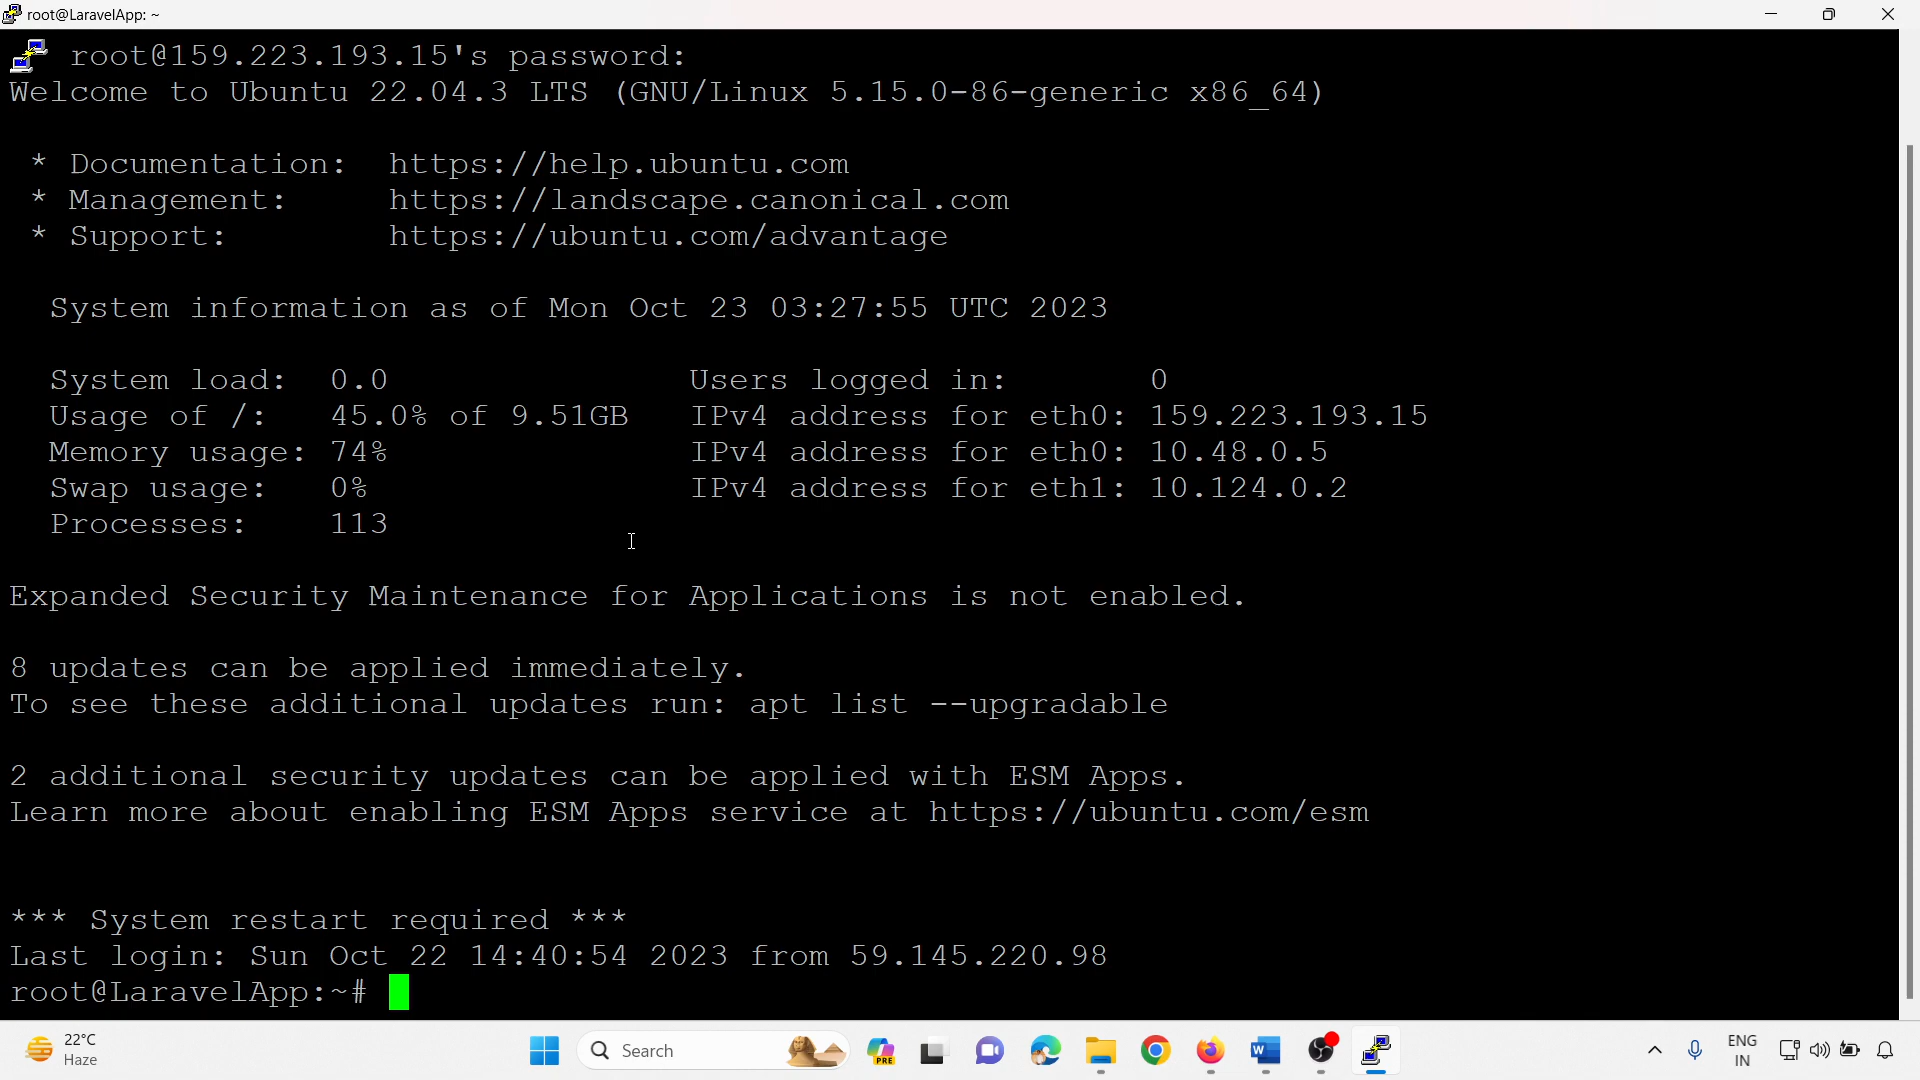 root@LaravelApp: ~
root@159.223.193.15's password:
Welcome to Ubuntu 22.04.3 LTS (GNU/Linux 5.15.0-86-generic x86_64)
* Documentation:  https://help.ubuntu.com
* Management:     https://landscape.canonical.com
* Support:        https://ubuntu.com/advantage
System information as of Mon Oct 23 03:27:55 UTC 2023
System load:  0.0               Users logged in:       0
Usage of /:   45.0% of 9.51GB   IPv4 address for eth0: 159.223.193.15
Memory usage: 74%               IPv4 address for eth0: 10.48.0.5
Swap usage:   0%                IPv4 address for eth1: 10.124.0.2
Processes:    113
Expanded Security Maintenance for Applications is not enabled.
8 updates can be applied immediately.
To see these additional updates run: apt list --upgradable
2 additional security updates can be applied with ESM Apps.
Learn more about enabling ESM Apps service at https://ubuntu.com/esm
*** System restart required ***
Last login: Sun Oct 22 14:40:54 2023 from 59.145.220.98
root@LaravelApp:~#
22°C
Haze
Search
PRE
W
ENG
IN